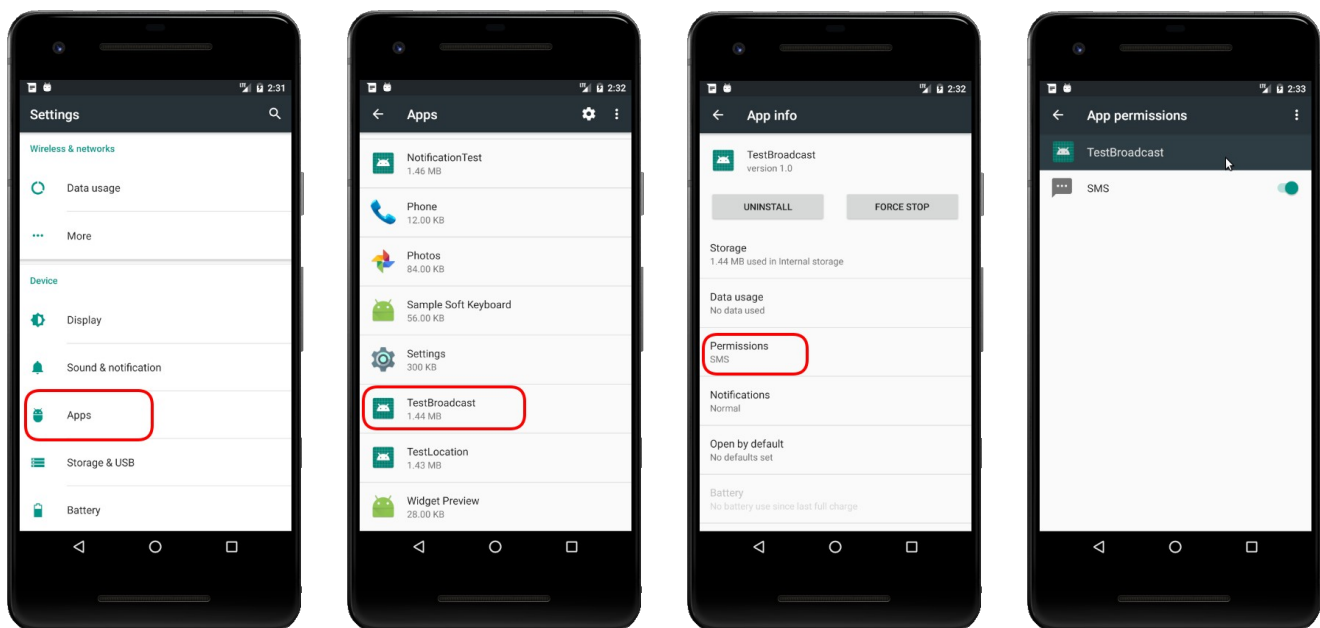 2:31
Settings
Wireless & networks
Data usage
More
Device
Display
Sound & notification
Apps
Storage & USB
Battery
2:32
Apps
NotificationTest
1.46 MB
Phone
12.00 KB
Photos
84.00 KB
Sample Soft Keyboard
56.00 KB
Settings
300 KB
TestBroadcast
1.44 MB
TestLocation
1.43 MB
Widget Preview
28.00 KB
2:32
App info
TestBroadcast
version 1.0
UNINSTALL FORCE STOP
Storage
1.44 MB used in Internal storage
Data usage
No data used
Permissions
SMS
Notifications
Normal
Open by default
No defaults set
Battery
No battery use since last full charge
2:33
App permissions
TestBroadcast
SMS